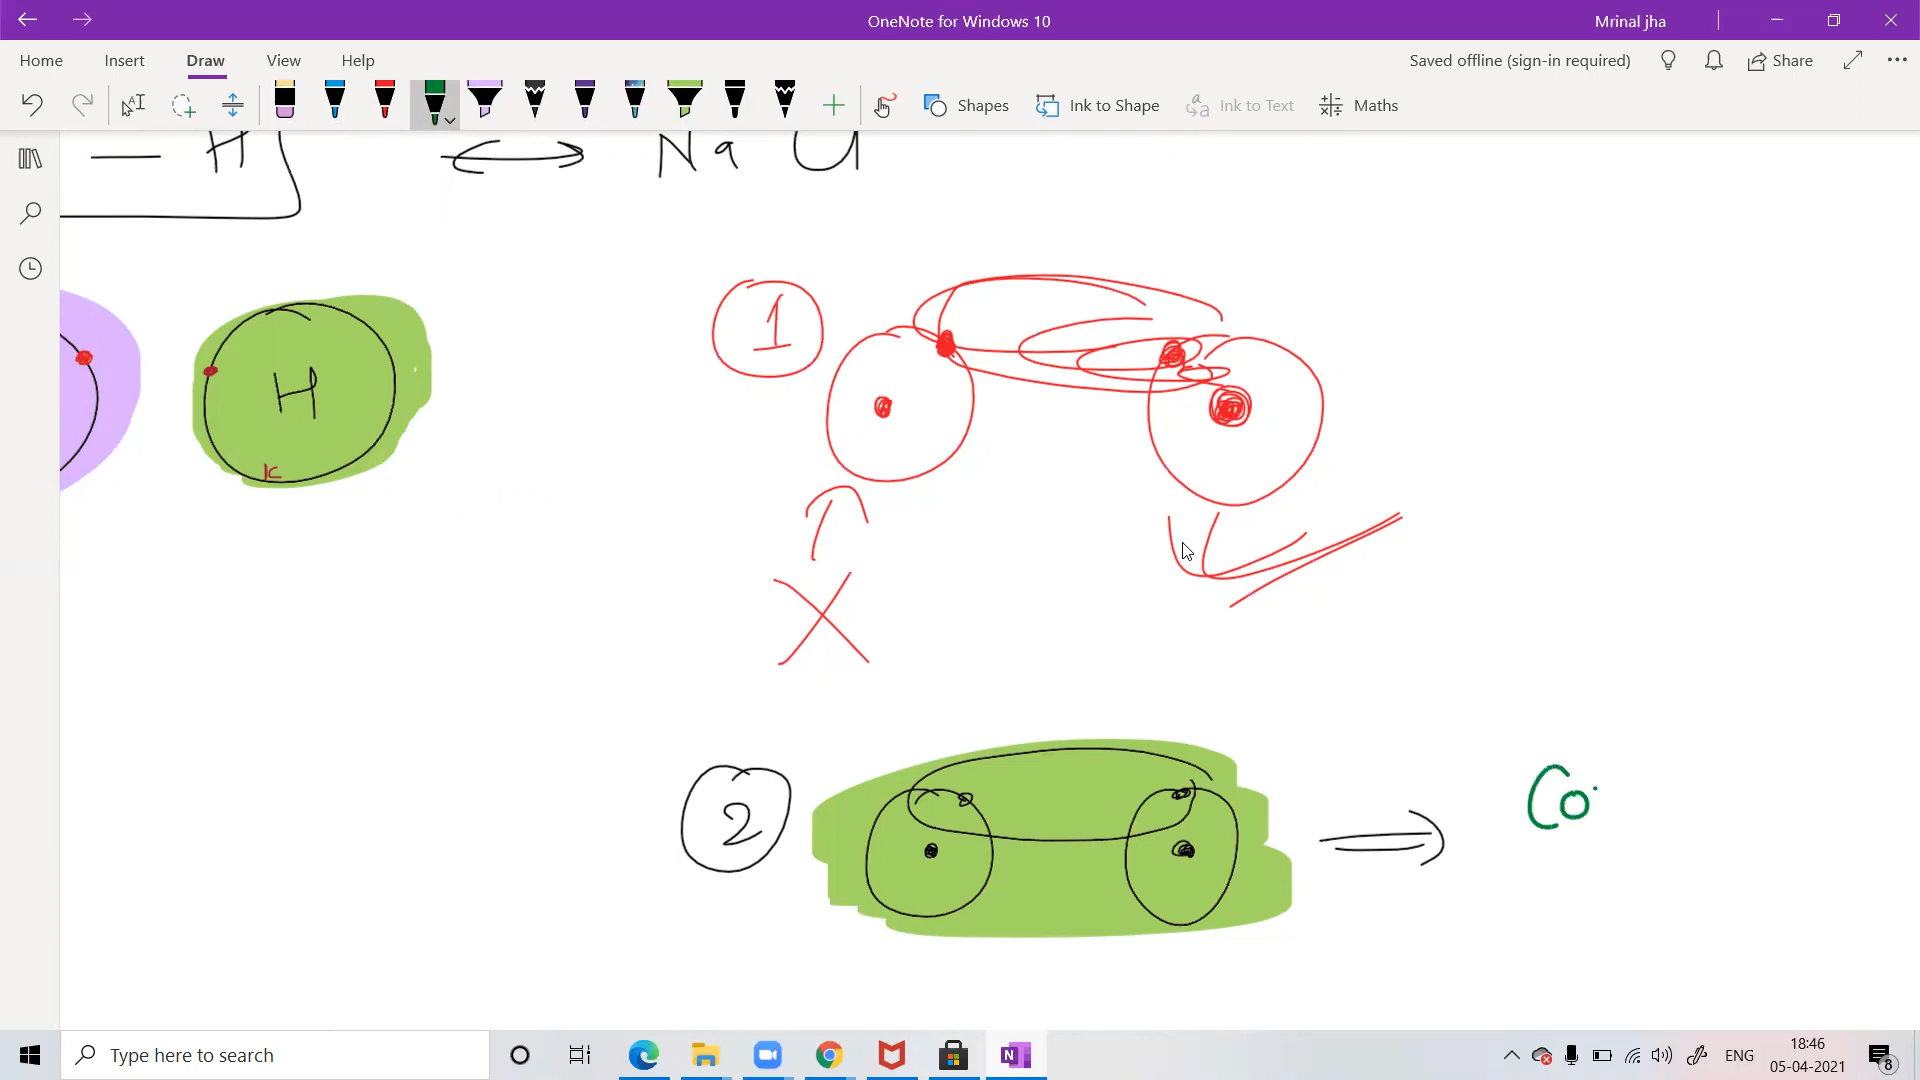 OneNote for Windows 10
Mrinal jha
Home Insert Draw View Help
Saved offline (sign-in required)
Share
Shapes
Ink to Shape
Ink to Text
Maths
H
Na Cl
1
H
K
X
2
Co
Type here to search
N
ENG
18:46
05-04-2021
8